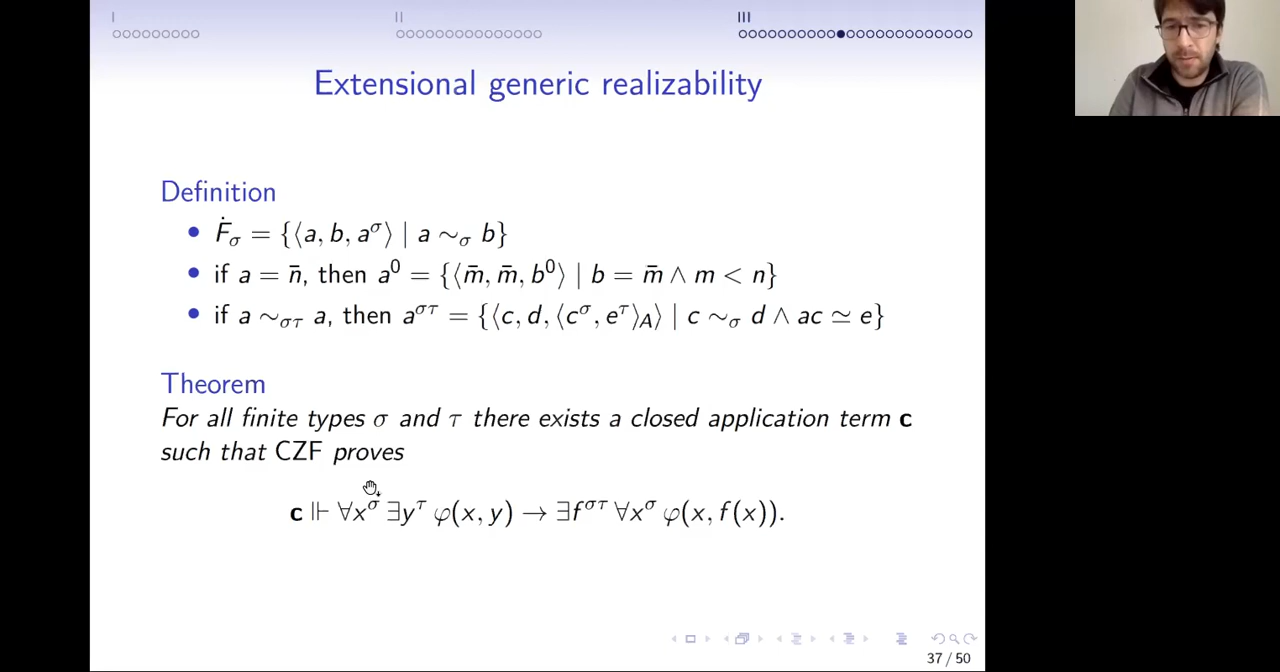 I II III
Extensional generic realizability
Definition
• Ḟ_σ = {⟨a, b, a^σ⟩ | a ∼_σ b}
• if a = n̄, then a^0 = {⟨m̄, m̄, b^0⟩ | b = m̄ ∧ m < n}
• if a ∼_στ a, then a^στ = {⟨c, d, ⟨c^σ, e^τ⟩_A⟩ | c ∼_σ d ∧ ac ≃ e}
Theorem
For all finite types σ and τ there exists a closed application term c
such that CZF proves
c ⊩ ∀x^σ ∃y^τ φ(x, y) → ∃f^στ ∀x^σ φ(x, f(x)).
37 / 50